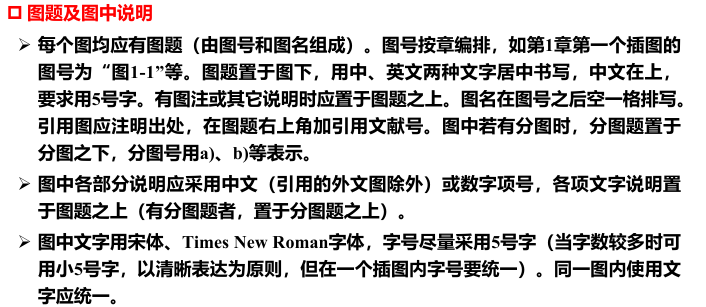 图题及图中说明
每个图均应有图题（由图号和图名组成）。图号按章编排，如第1章第一个插图的
图号为“图1-1”等。图题置于图下，用中、英文两种文字居中书写，中文在上，
要求用5号字。有图注或其它说明时应置于图题之上。图名在图号之后空一格排写。
引用图应注明出处，在图题右上角加引用文献号。图中若有分图时，分图题置于
分图之下，分图号用a)、b)等表示。
图中各部分说明应采用中文（引用的外文图除外）或数字项号，各项文字说明置
于图题之上（有分图题者，置于分图题之上）。
图中文字用宋体、Times New Roman字体，字号尽量采用5号字（当字数较多时可
用小5号字，以清晰表达为原则，但在一个插图内字号要统一）。同一图内使用文
字应统一。